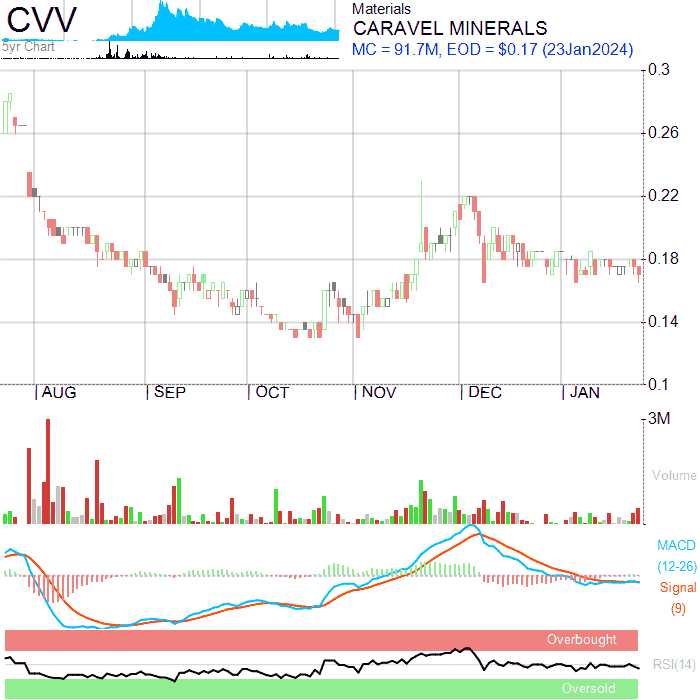 CVV
5yr Chart
Materials
CARAVEL MINERALS
MC = 91.7M, EOD = $0.17 (23Jan2024)
0.3
0.26
0.22
0.18
0.14
0.1
AUG SEP OCT NOV DEC JAN
3M
Volume
MACD
(12-26)
Signal
(9)
Overbought
RSI(14)
Oversold